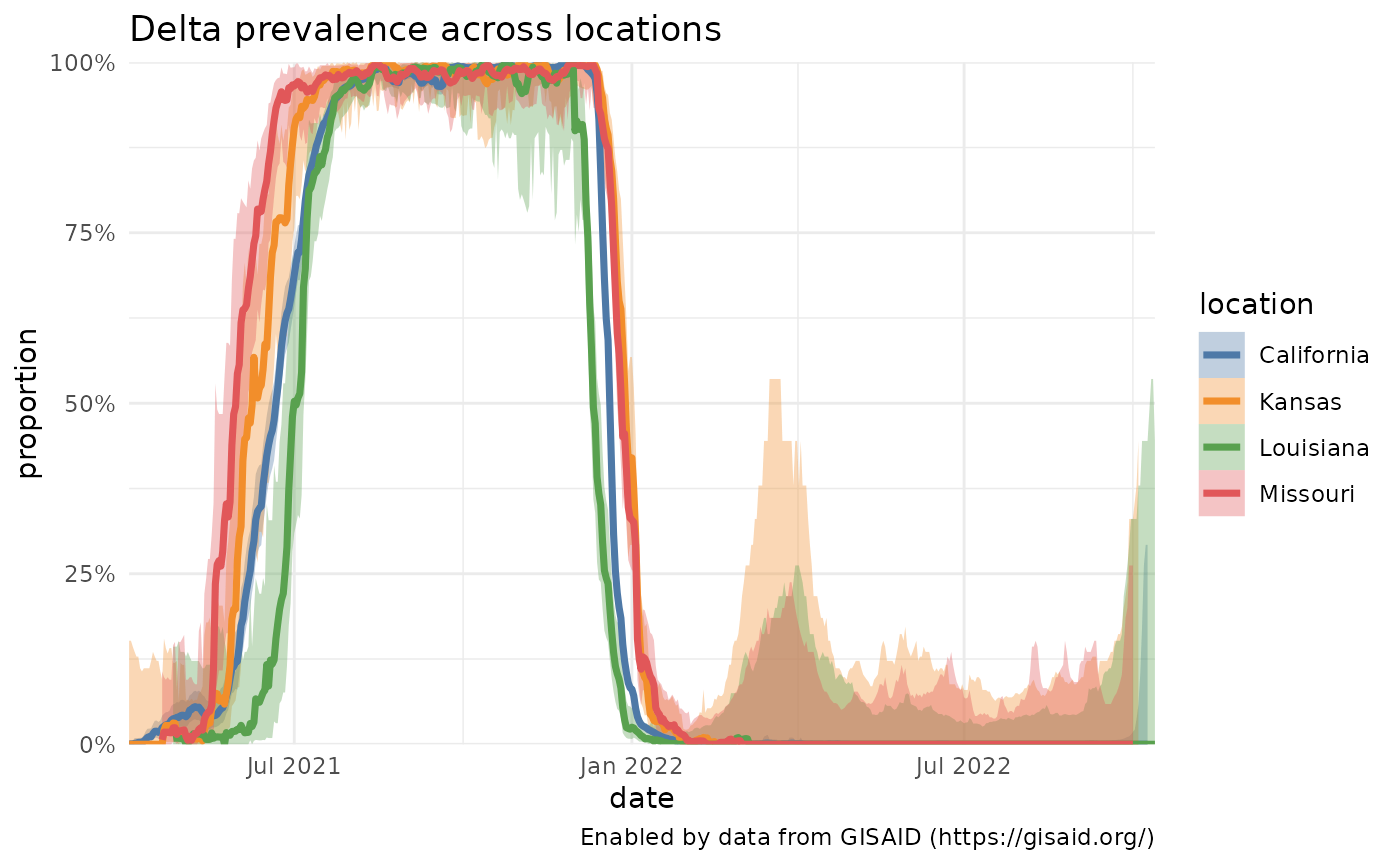 Delta prevalence across locations
100%
75%
50%
25%
0%
proportion
Jul 2021
Jan 2022
Jul 2022
date
location
California
Kansas
Louisiana
Missouri
Enabled by data from GISAID (https://gisaid.org/)